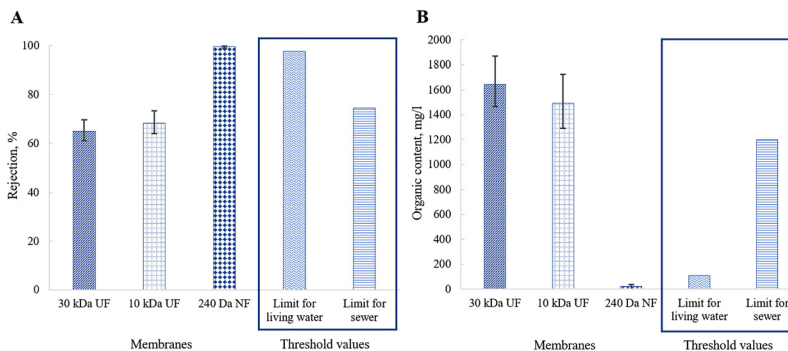 A
Rejection, %
100
80
60
40
20
0
30 kDa UF
10 kDa UF
240 Da NF
Limit for
living water
Limit for
sewer
Membranes
Threshold values
B
Organic content, mg/l
2000
1800
1600
1400
1200
1000
800
600
400
200
0
30 kDa UF
10 kDa UF
240 Da NF
Limit for
living water
Limit for
sewer
Membranes
Threshold values